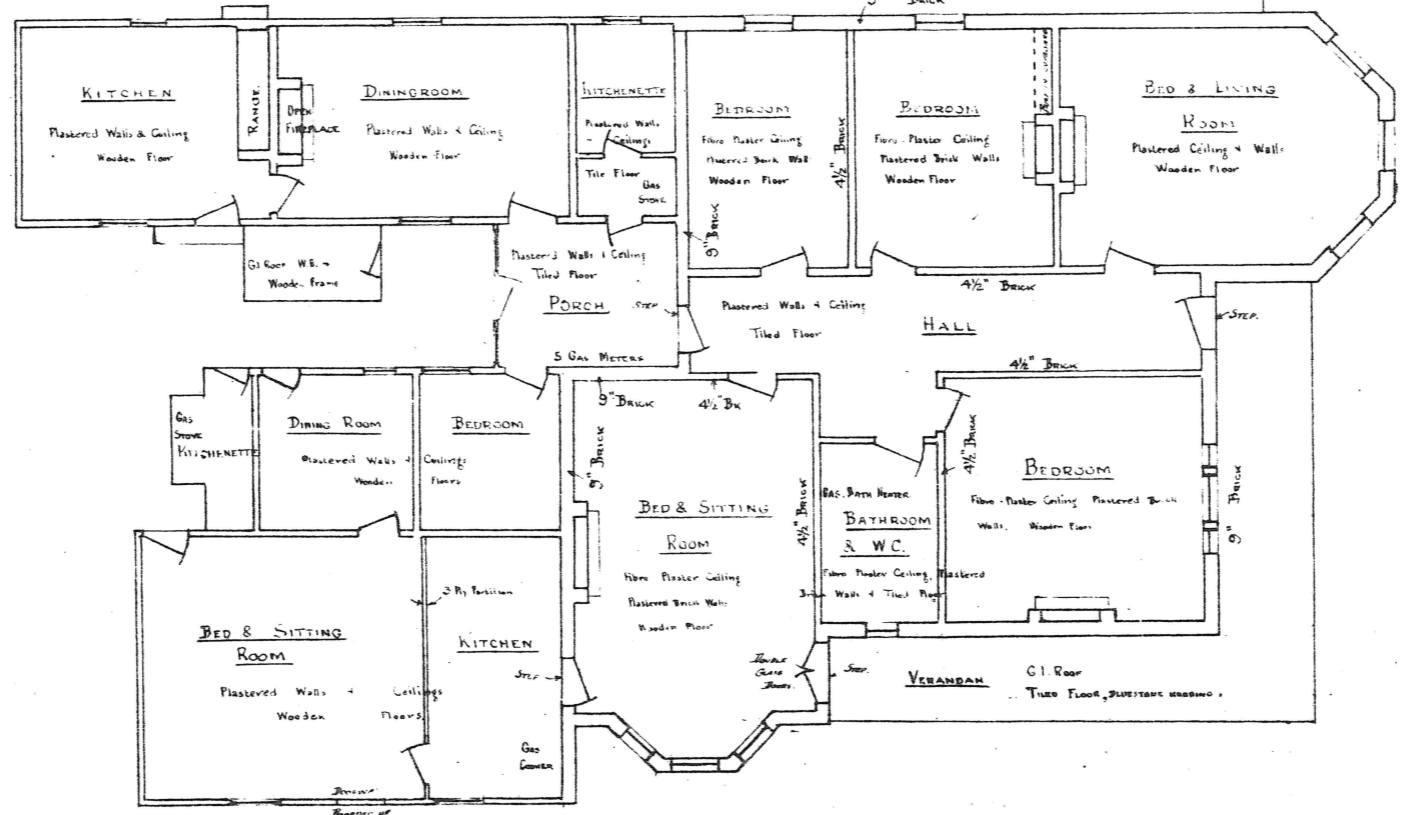 9" BRICK
KITCHEN
Plastered Walls & Ceiling
Wooden Floor
RANGE.
OPEN
FIREPLACE
DININGROOM
Plastered Walls & Ceiling
Wooden Floor
KITCHENETTE
Plastered Walls
& Ceilings
Tile Floor
GAS
STOVE
BEDROOM
Fibro Plaster Ceiling
Plastered Brick Wall
Wooden Floor
4½" BRICK
9" BRICK
BEDROOM
Fibro-Plaster Ceiling
Plastered Brick Walls
Wooden Floor
BED & LIVING
ROOM
Plastered Ceiling & Walls
Wooden Floor
G.I. Roof W.B. &
Wooden Frame
Plastered Walls & Ceiling
Tiled Floor
PORCH
STEP
5 GAS METERS
Plastered Walls & Ceiling
Tiled Floor
HALL
4½" BRICK
STEP.
4½" BRICK
9" BRICK
4½" BK
GAS
STOVE
KITCHENETTE
DINING ROOM
BEDROOM
Plastered Walls & Ceilings
Wooden Floors
9" BRICK
BED & SITTING
ROOM
Fibro Plaster Ceiling
Plastered Brick Walls
Wooden Floor
4½" BRICK
GAS. BATH HEATER
BATHROOM
& W.C.
Fibro Plaster Ceiling, Plastered
Brick Walls & Tiled Floor
4½" BRICK
BEDROOM
Fibro-Plaster Ceiling Plastered Brick
Walls. Wooden Floor
9" BRICK
3 Ply Partition
BED & SITTING
ROOM
Plastered Walls & Ceilings
Wooden Floors.
KITCHEN
STEP
GAS
COOKER
DOUBLE
GLASS
DOORS.
STEP.
VERANDAH
G.I. ROOF
TILED FLOOR, BLUESTONE KERBING.
DOORWAY
BOARDED UP